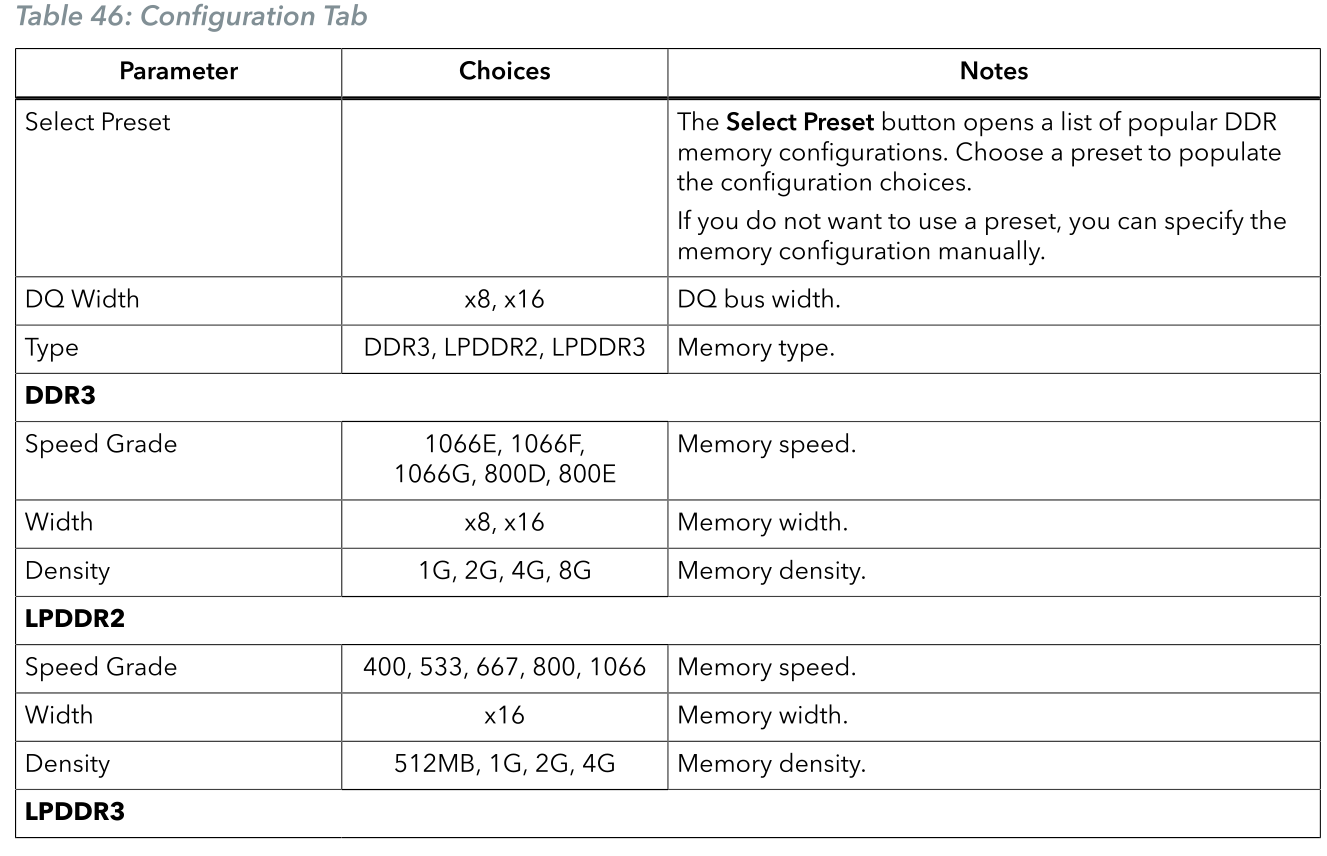 Table 46: Configuration Tab
Parameter Choices Notes
Select Preset The Select Preset button opens a list of popular DDR
memory configurations. Choose a preset to populate
the configuration choices.
If you do not want to use a preset, you can specify the
memory configuration manually.
DQ Width x8, x16 DQ bus width.
Type DDR3, LPDDR2, LPDDR3 Memory type.
DDR3
Speed Grade 1066E, 1066F, Memory speed.
1066G, 800D, 800E
Width x8, x16 Memory width.
Density 1G, 2G, 4G, 8G Memory density.
LPDDR2
Speed Grade 400, 533, 667, 800, 1066 Memory speed.
Width x16 Memory width.
Density 512MB, 1G, 2G, 4G Memory density.
LPDDR3